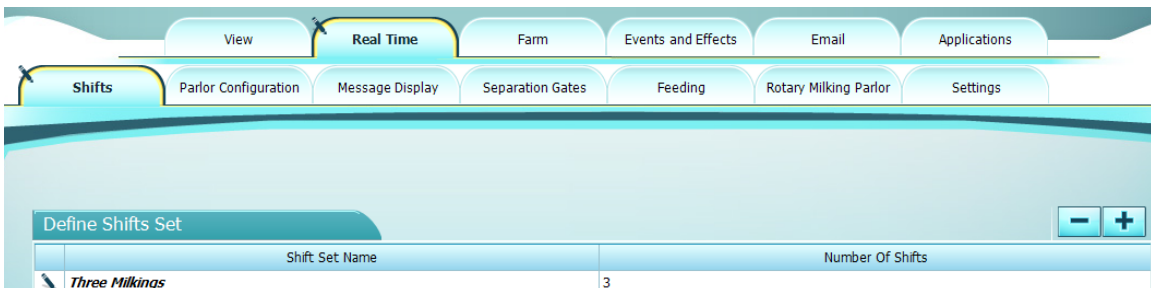 View Real Time Farm Events and Effects Email Applications
Shifts Parlor Configuration Message Display Separation Gates Feeding Rotary Milking Parlor Settings
Define Shifts Set
Shift Set Name Number Of Shifts
Three Milkings 3